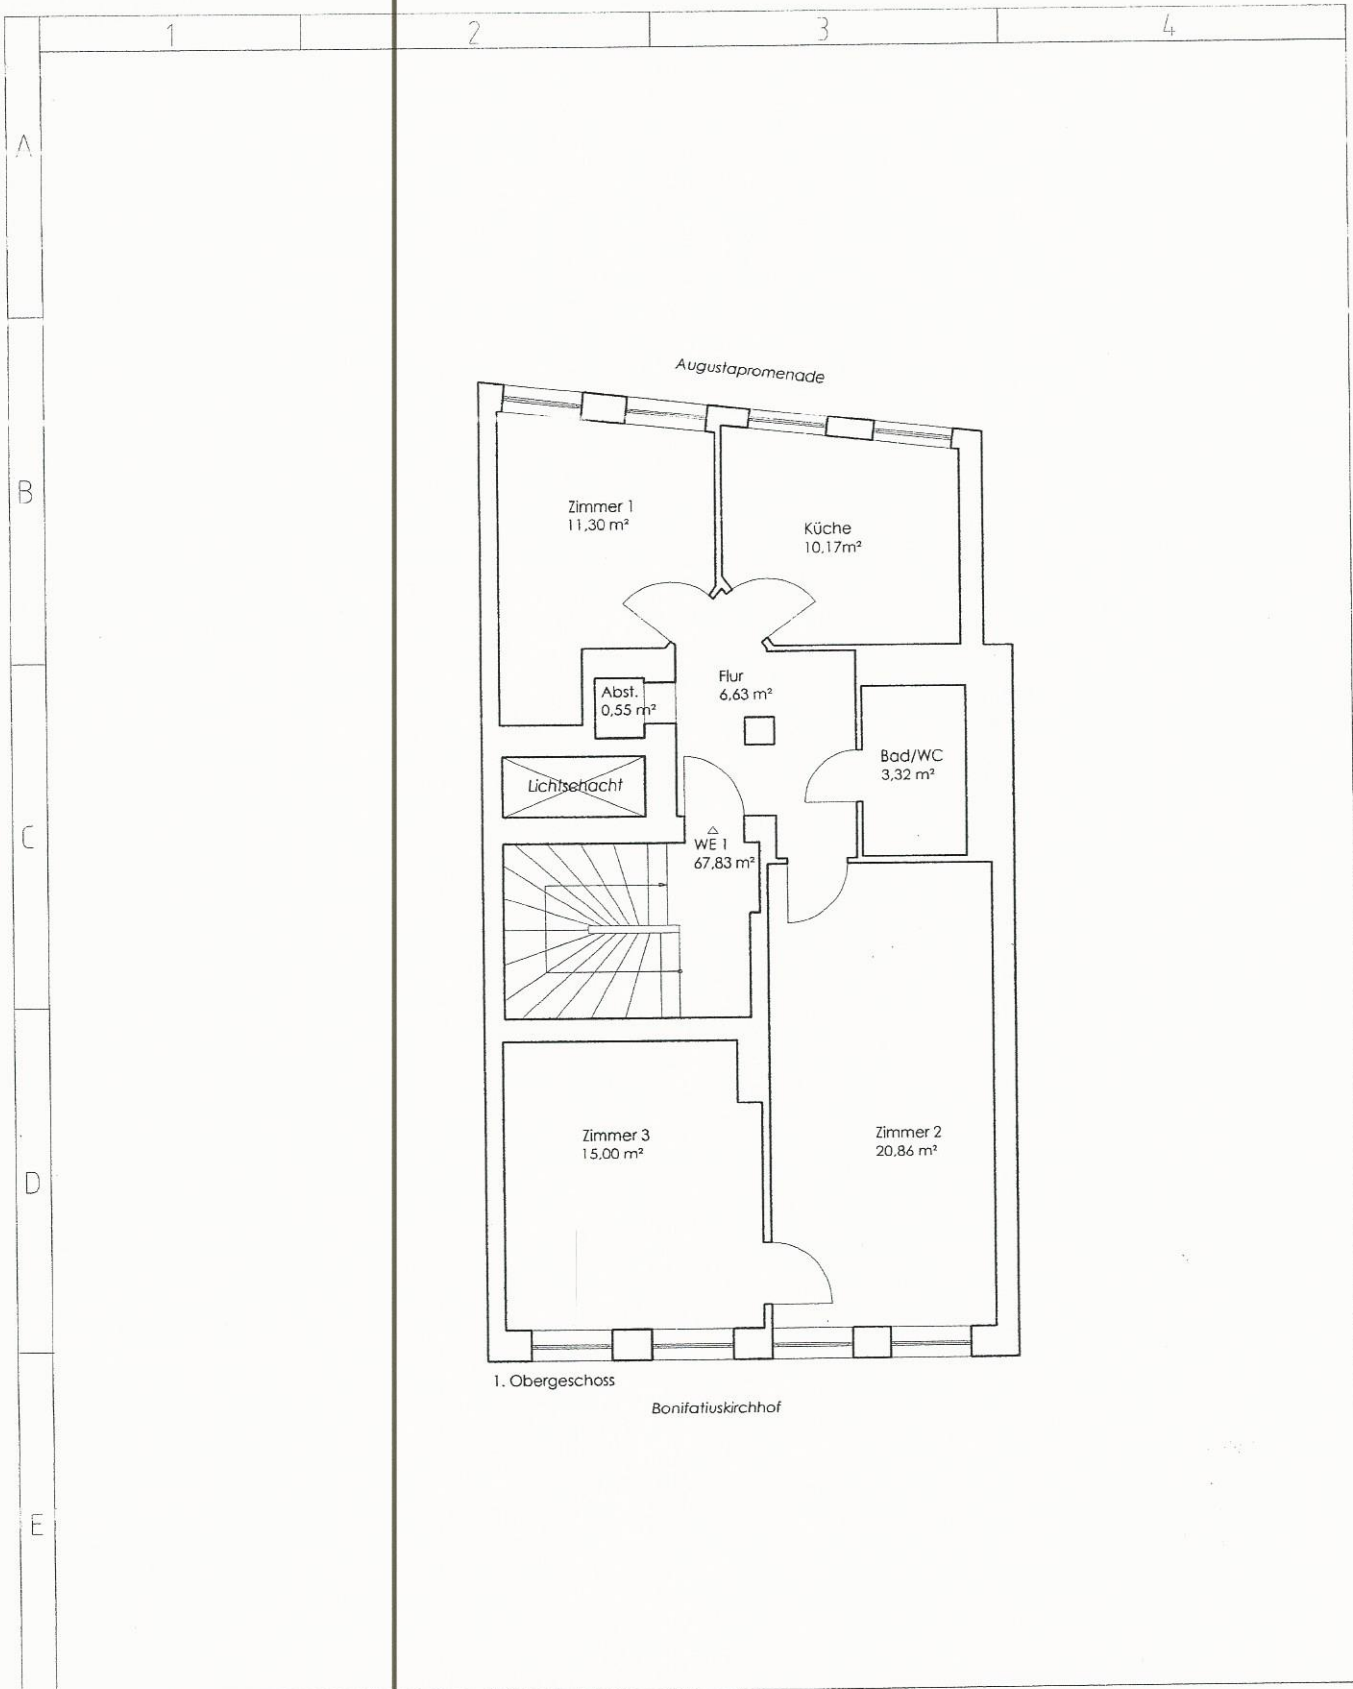 1 2 3 4
A
Augustapromenade
B
Zimmer 1
11,30 m²
Küche
10,17m²
Flur
6,63 m²
Abst.
0,55 m²
Bad/WC
3,32 m²
Lichtschacht
C
WE 1
67,83 m²
Zimmer 3
15,00 m²
Zimmer 2
20,86 m²
D
1. Obergeschoss
Bonifatiuskirchhof
E